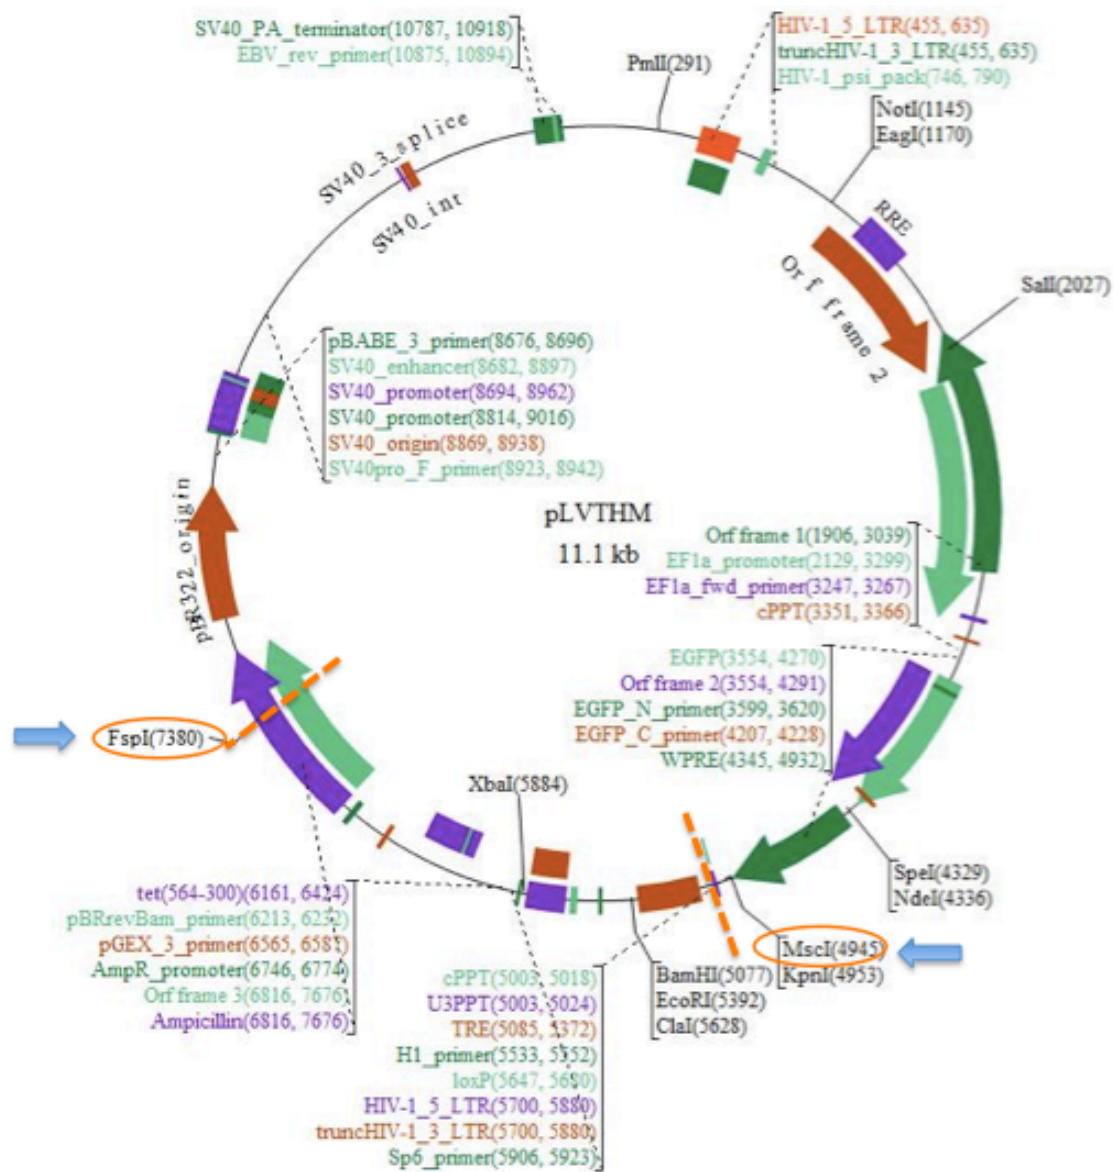 SV40_PA_terminator(10787, 10918)
EBV_rev_primer(10875, 10894)
HIV-1_5_LTR(455, 635)
truncHIV-1_3_LTR(455, 635)
HIV-1_psi_pack(746, 790)
PmlI(291)
NotI(1145)
EagI(1170)
SV40_3_splice
SV40_int
RRE
Orf frame 2
SalI(2027)
pBABE_3_primer(8676, 8696)
SV40_enhancer(8682, 8897)
SV40_promoter(8694, 8962)
SV40_promoter(8814, 9016)
SV40_origin(8869, 8938)
SV40pro_F_primer(8923, 8942)
pLVTHM
11.1 kb
pBR322_origin
Orf frame 1(1906, 3039)
EF1a_promoter(2129, 3299)
EF1a_fwd_primer(3247, 3267)
cPPT(3351, 3366)
EGFP(3554, 4270)
Orf frame 2(3554, 4291)
EGFP_N_primer(3599, 3620)
EGFP_C_primer(4207, 4228)
WPRE(4345, 4932)
FspI(7380)
XbaI(5884)
SpeI(4329)
NdeI(4336)
MscI(4945)
KpnI(4953)
BamHI(5077)
EcoRI(5392)
ClaI(5628)
tet(564-300)(6161, 6424)
pBRrevBam_primer(6213, 6232)
pGEX_3_primer(6565, 6587)
AmpR_promoter(6746, 6774)
Orf frame 3(6816, 7676)
Ampicillin(6816, 7676)
cPPT(5003, 5018)
U3PPT(5003, 5024)
TRE(5085, 5372)
H1_primer(5533, 5552)
loxP(5647, 5680)
HIV-1_5_LTR(5700, 5880)
truncHIV-1_3_LTR(5700, 5880)
Sp6_primer(5906, 5923)